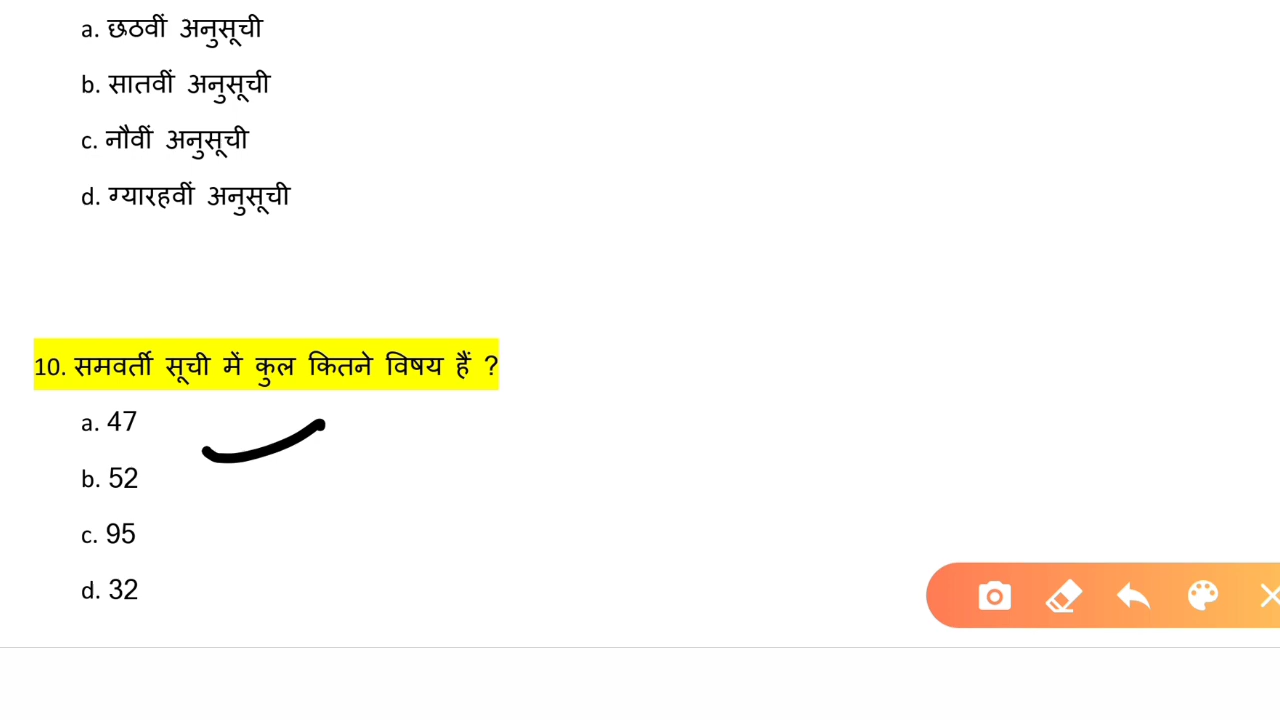 a. छठवीं अनुसूची
b. सातवीं अनुसूची
c. नौवीं अनुसूची
d. ग्यारहवीं अनुसूची
10. समवर्ती सूची में कुल कितने विषय हैं ?
a. 47
b. 52
c. 95
d. 32